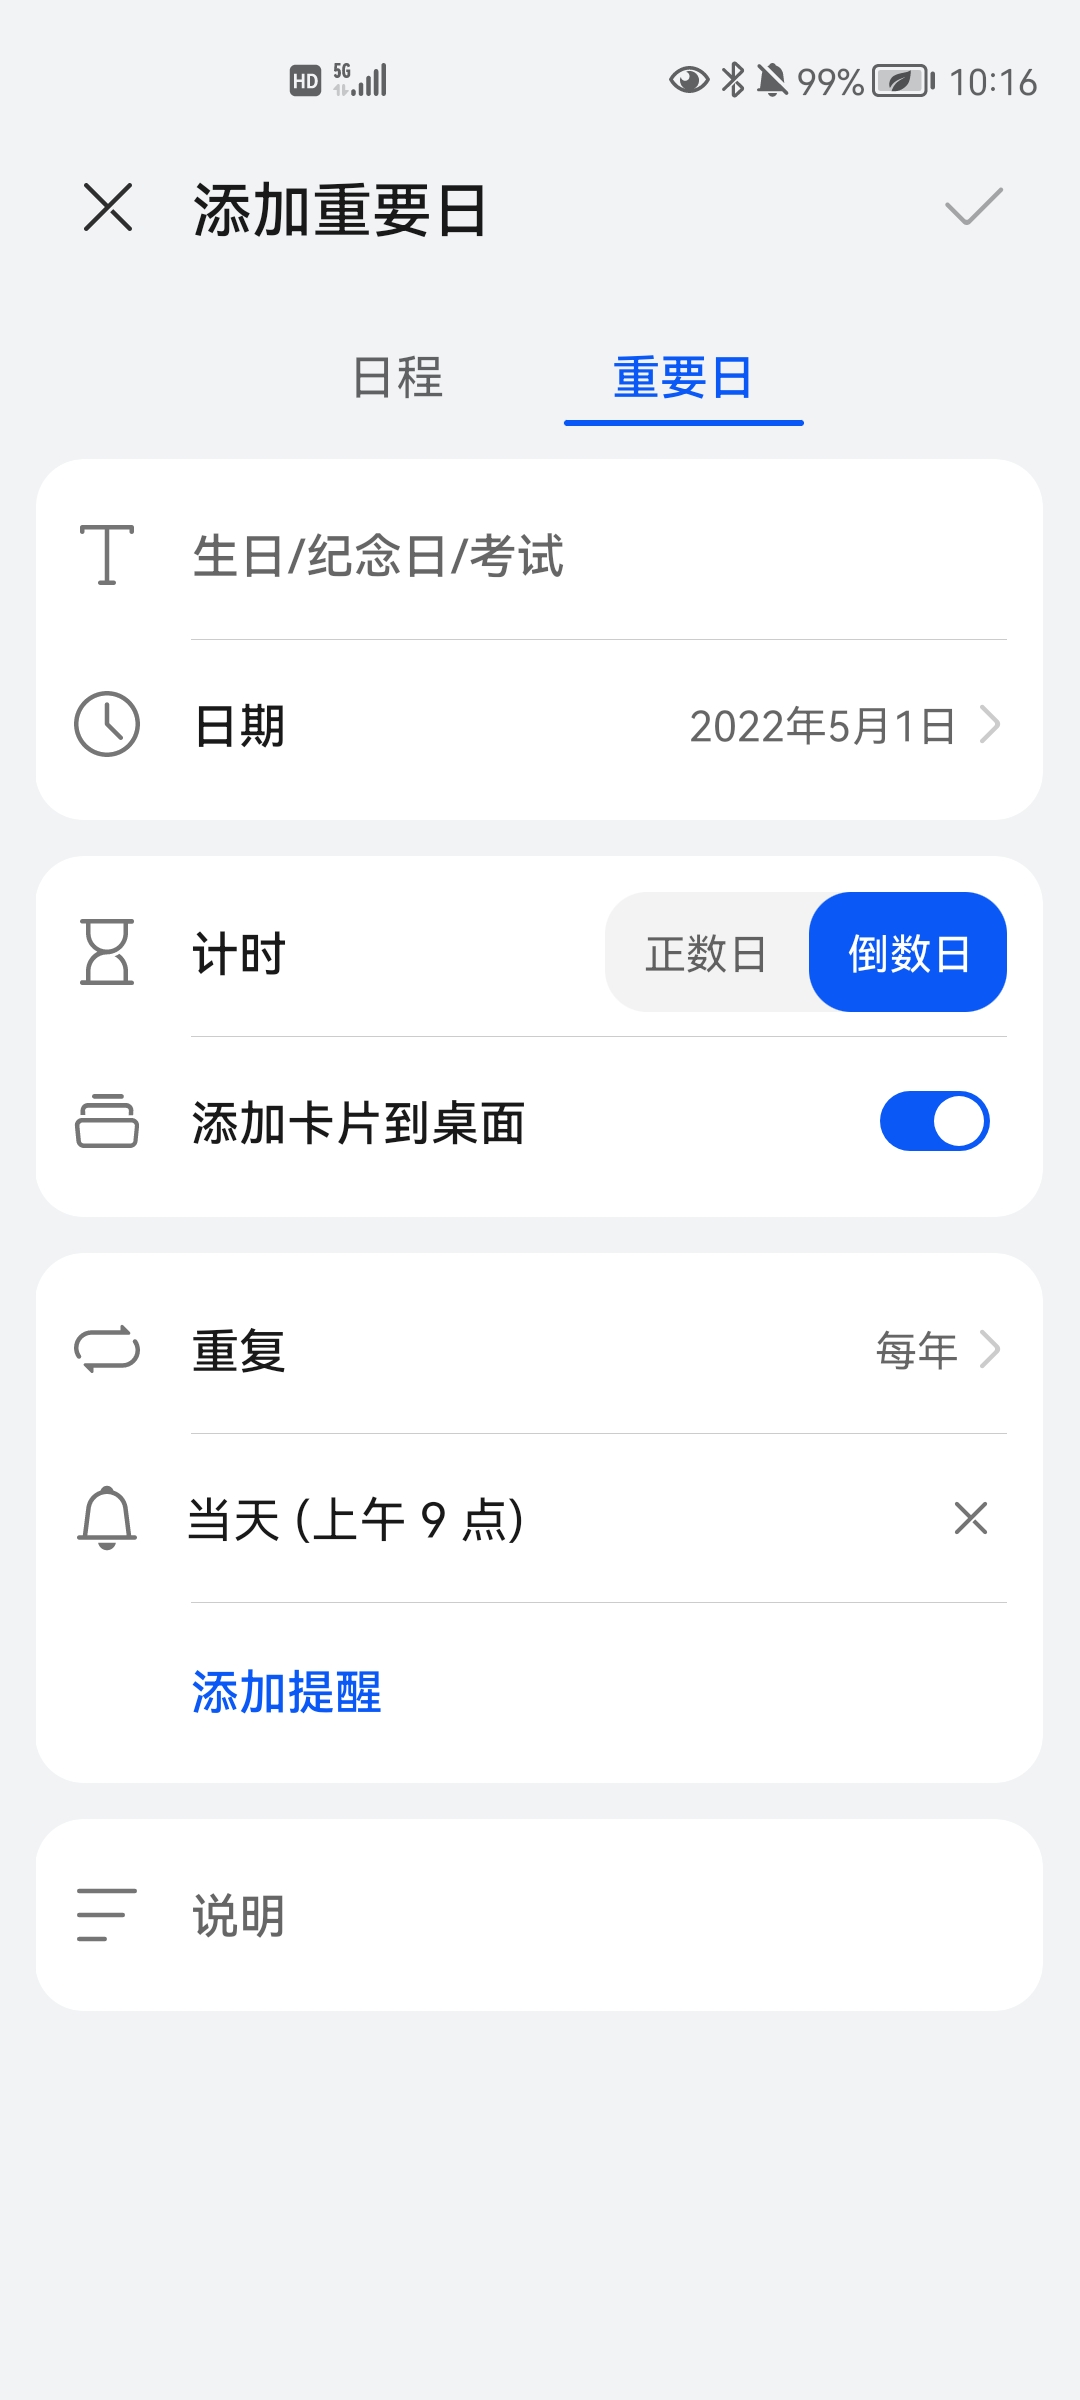 HD 5G 99% 10:16
添加重要日
日程 重要日
生日/纪念日/考试
日期 2022年5月1日
计时 正数日 倒数日
添加卡片到桌面
重复 每年
当天 (上午 9 点)
添加提醒
说明